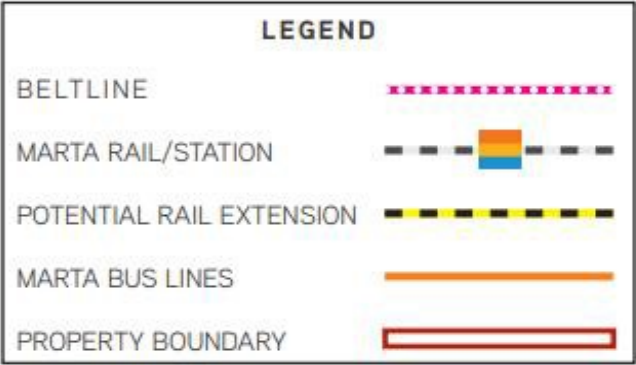 LEGEND
BELTLINE
MARTA RAIL/STATION
POTENTIAL RAIL EXTENSION
MARTA BUS LINES
PROPERTY BOUNDARY